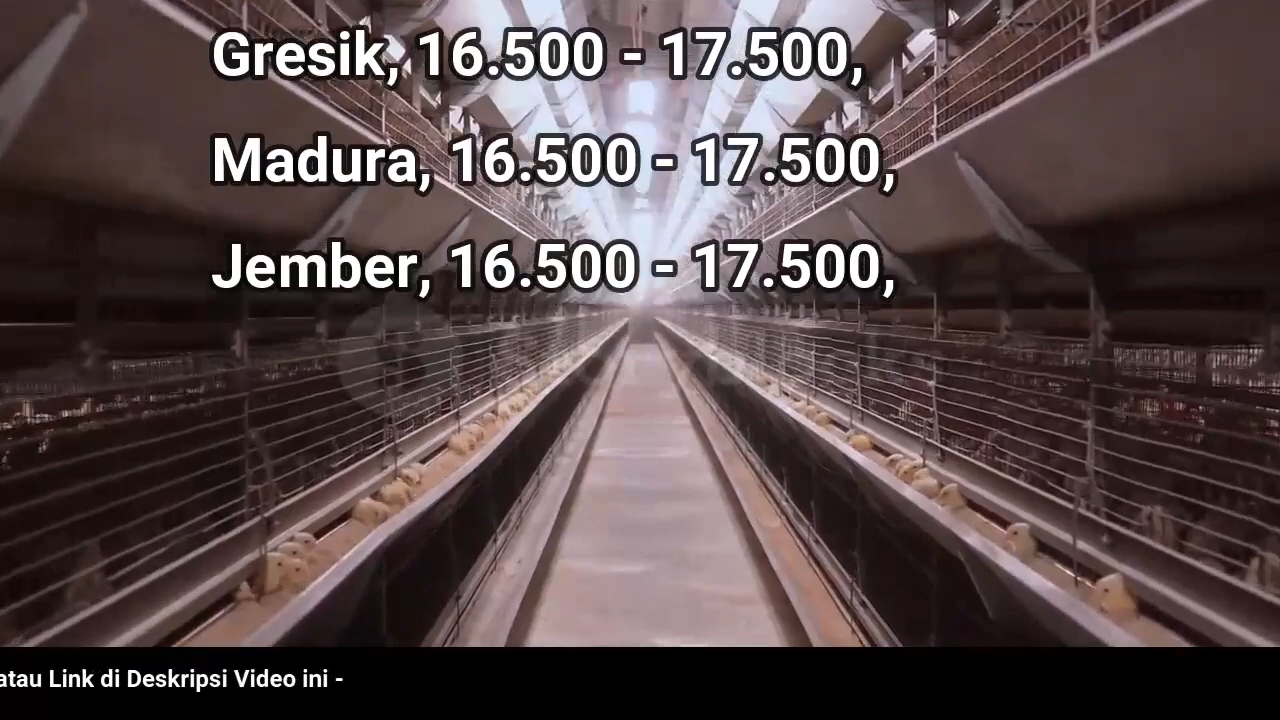 Gresik, 16.500 - 17.500,
Madura, 16.500 - 17.500,
Jember, 16.500 - 17.500,
atau Link di Deskripsi Video ini -